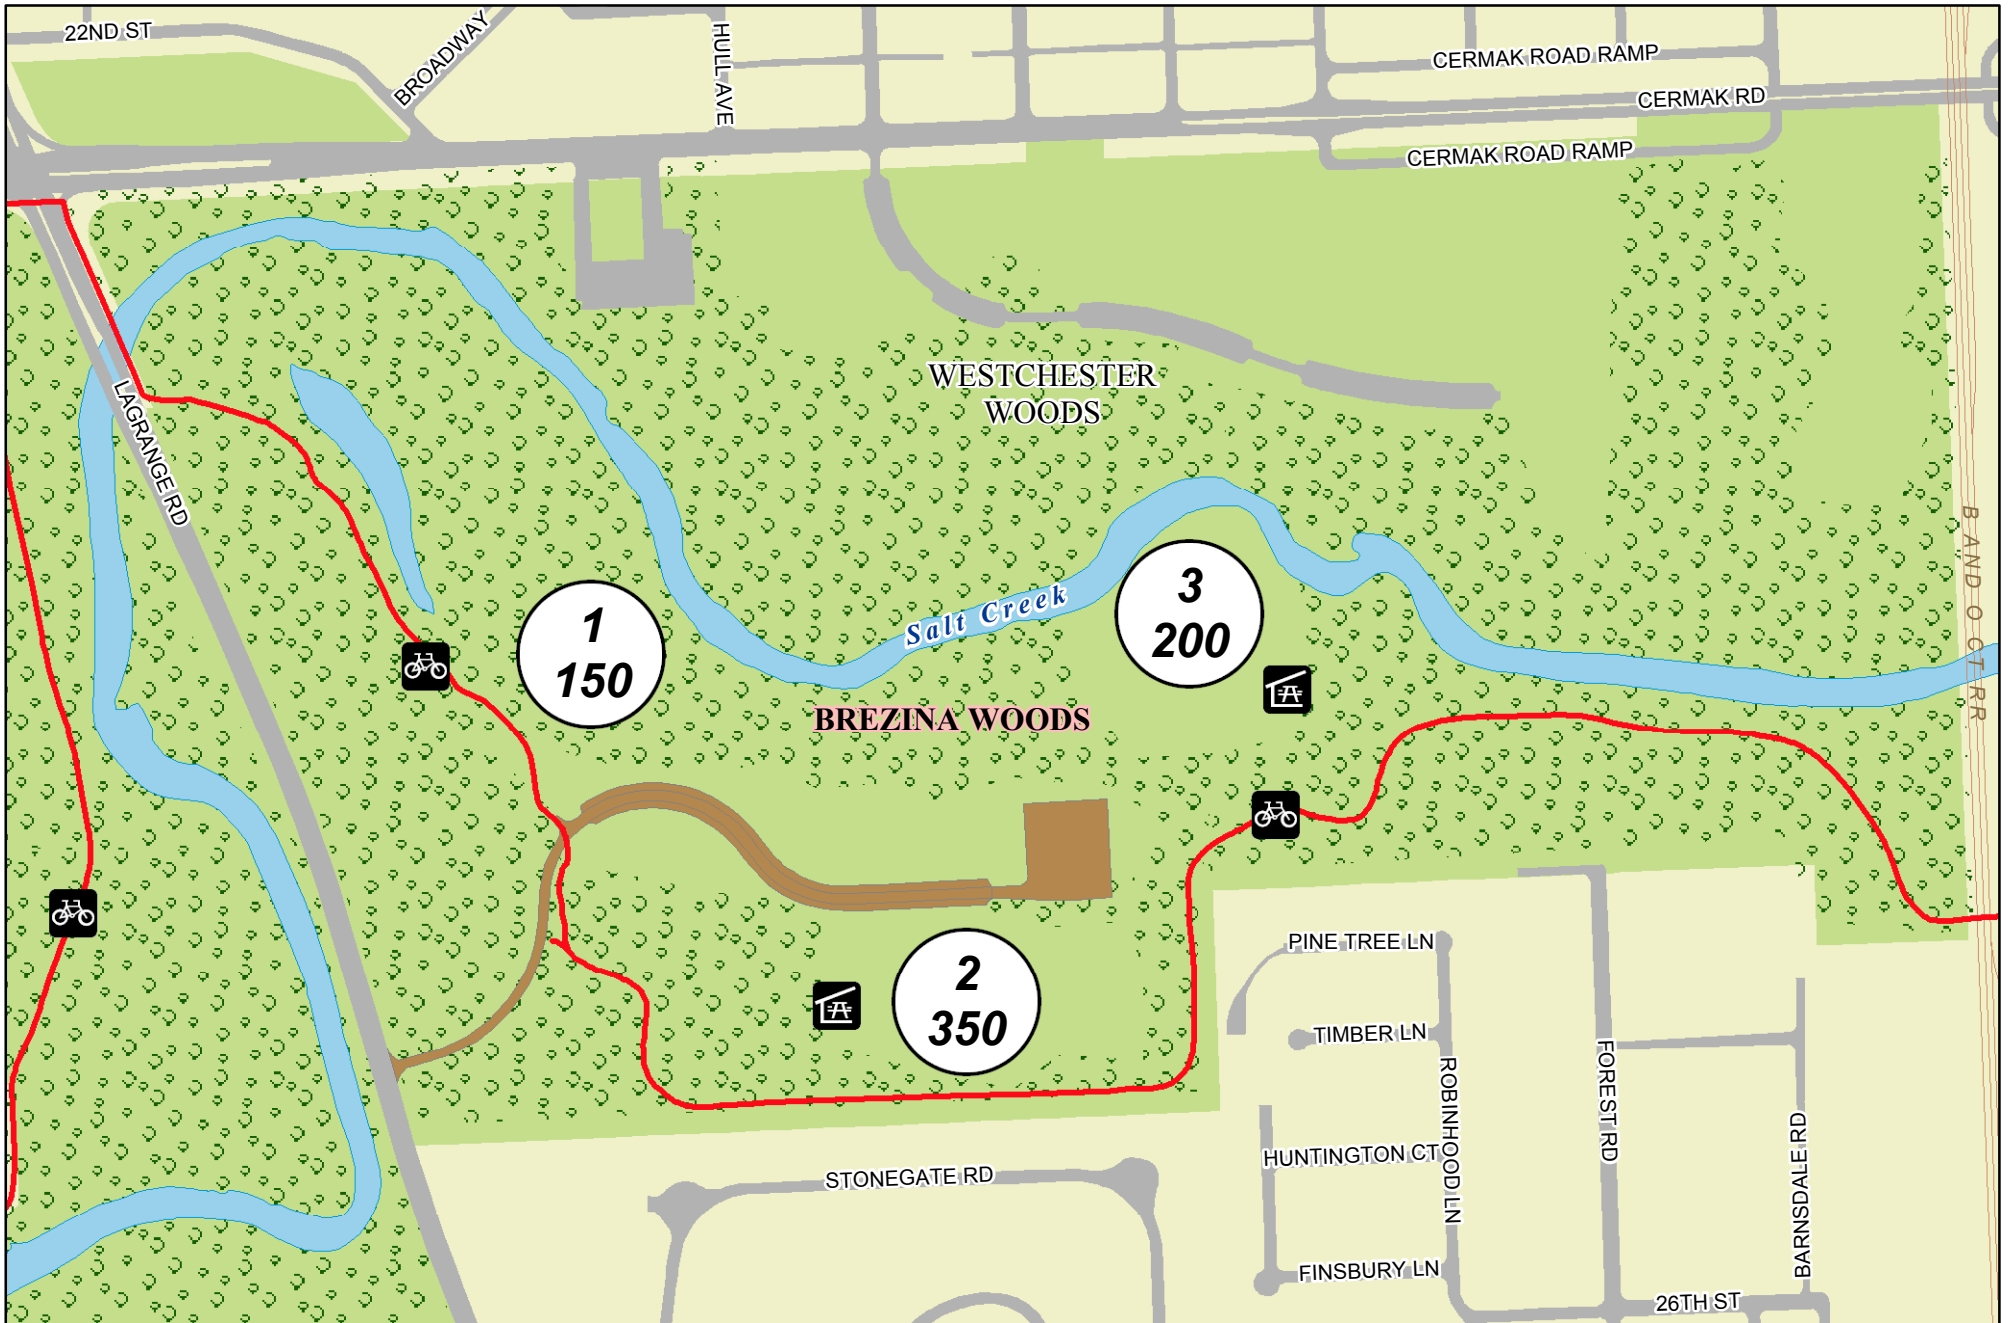 22ND ST
BROADWAY
HULL AVE
CERMAK ROAD RAMP
CERMAK RD
CERMAK ROAD RAMP
LAGRANGE RD
WESTCHESTER
WOODS
B AND O CT RR
Salt Creek
1
150
3
200
BREZINA WOODS
2
350
PINE TREE LN
TIMBER LN
ROBINHOOD LN
FOREST RD
BARNSDALE RD
HUNTINGTON CT
STONEGATE RD
FINSBURY LN
26TH ST